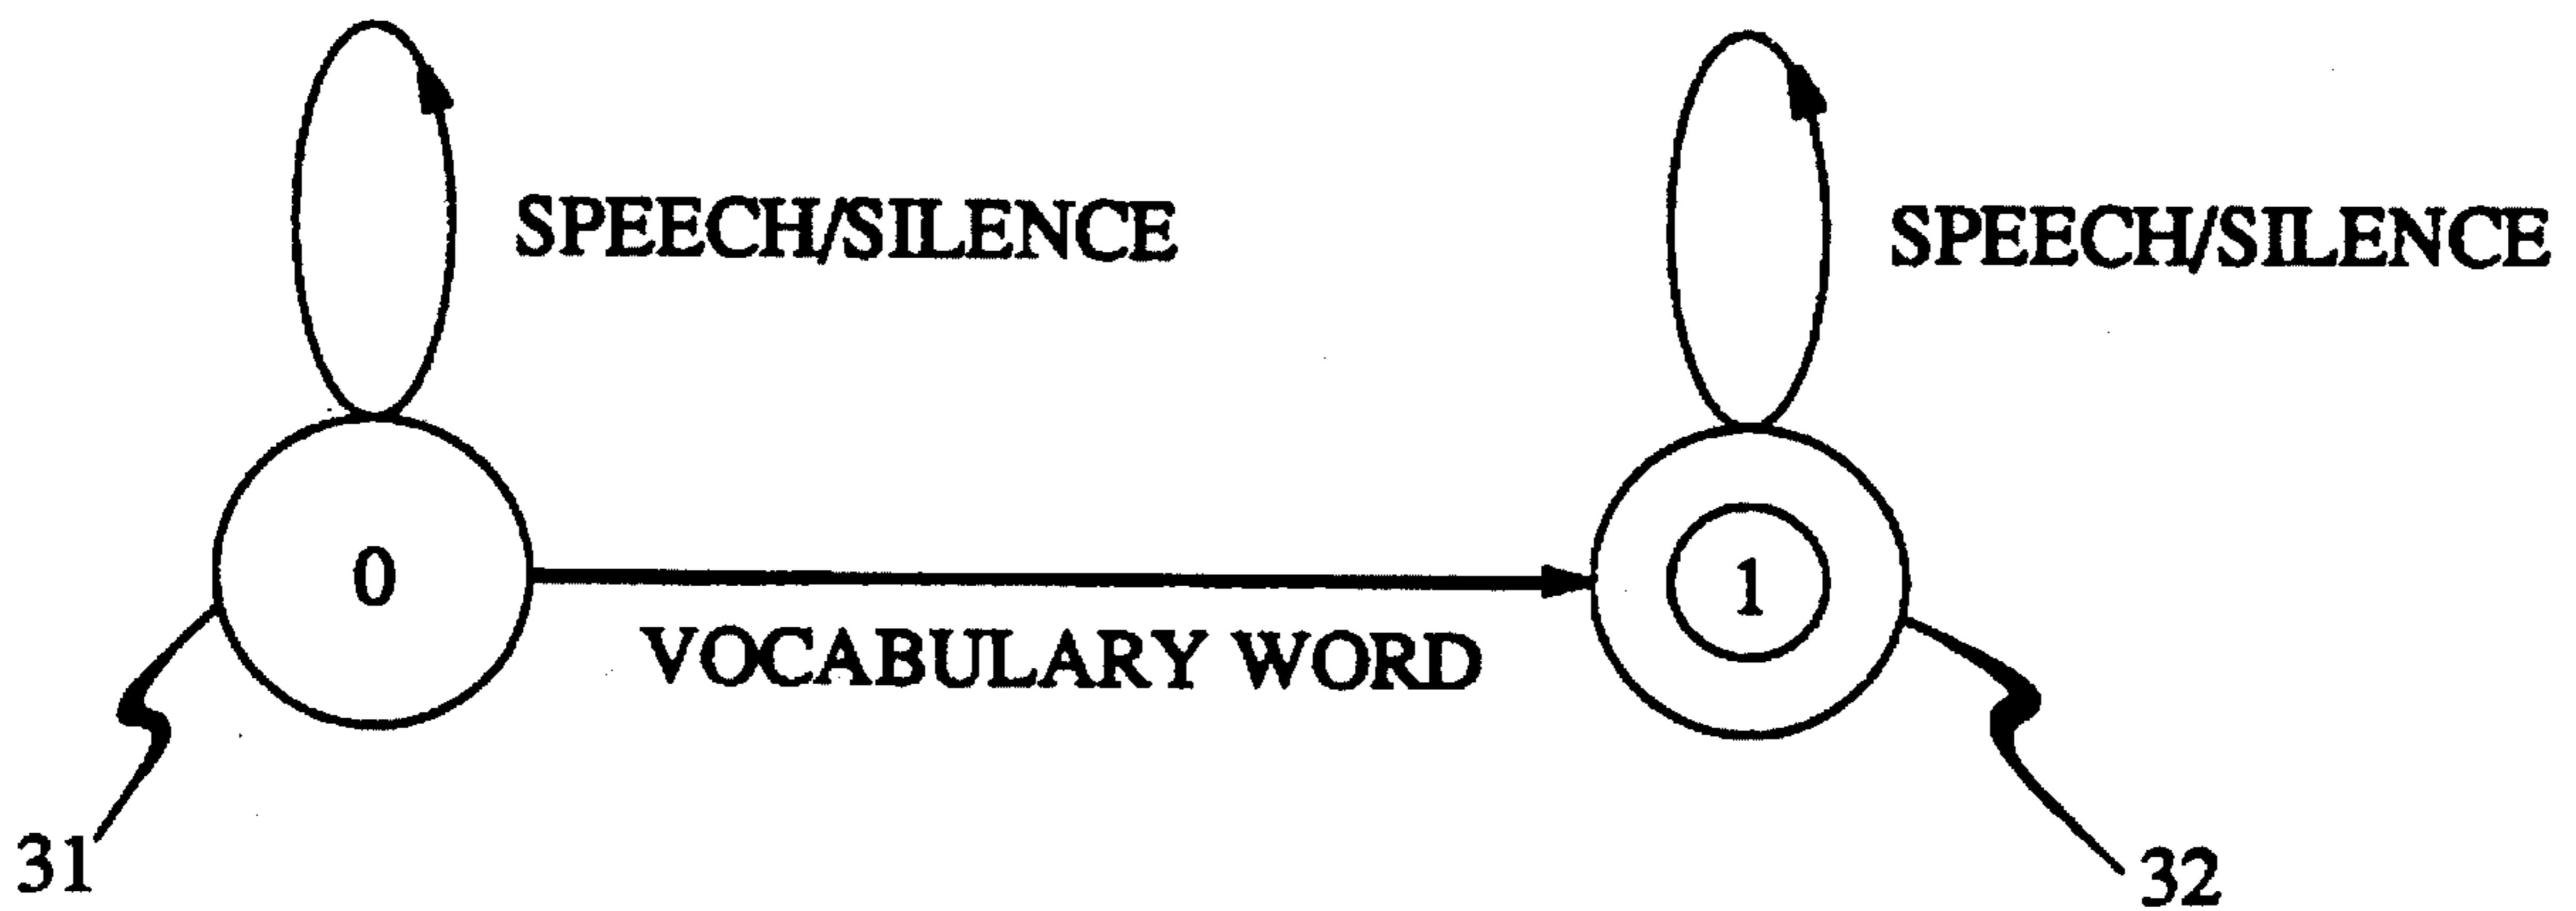 SPEECH/SILENCE
SPEECH/SILENCE
0
1
VOCABULARY WORD
31
32